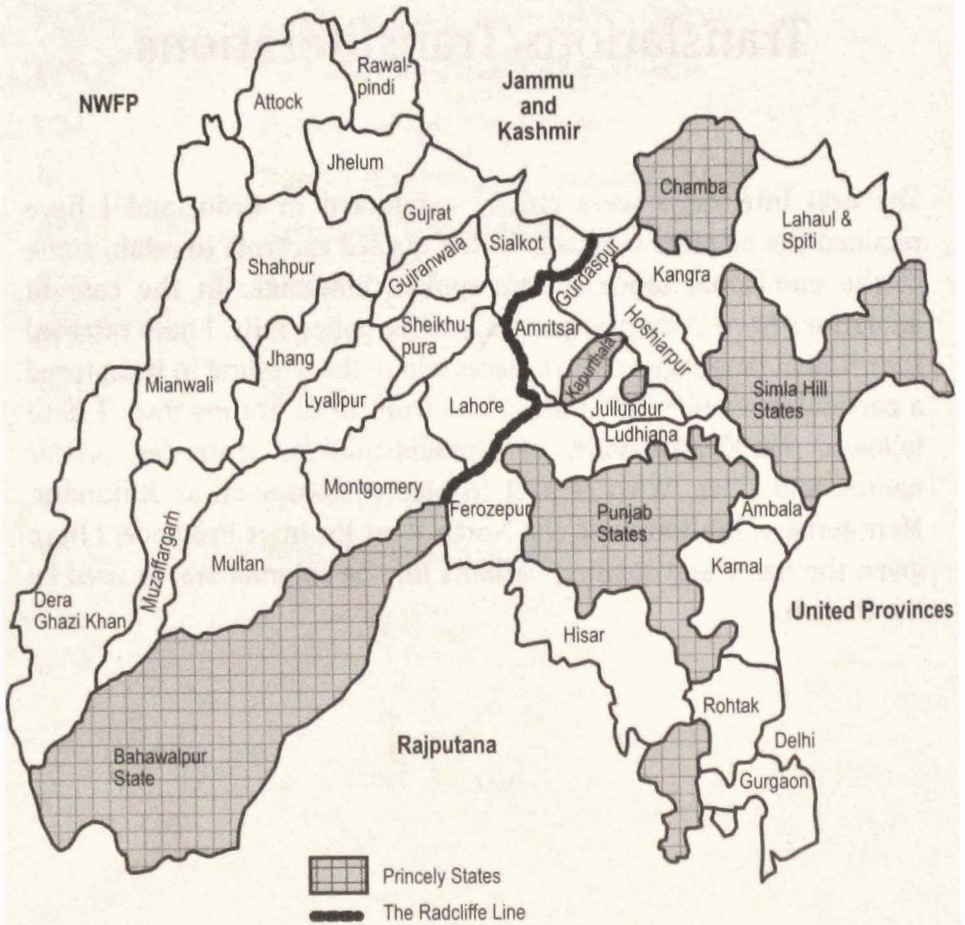 Rawal-
pindi
NWFP
Attock
Jammu
and
Kashmir
Jhelum
Chamba
Gujrat
Lahaul &
Spiti
Sialkot
Shahpur
Gujranwala
Gurdaspur
Kangra
Sheikhu-
pura
Amritsar
Hoshiarpur
Jhang
Kapurthala
Mianwali
Lyallpur
Lahore
Jullundur
Simla Hill
States
Ludhiana
Montgomery
Ferozepur
Punjab
States
Ambala
Muzaffargarh
Multan
Karnal
Dera
Ghazi Khan
United Provinces
Hisar
Rohtak
Rajputana
Delhi
Bahawalpur
State
Gurgaon
Princely States
The Radcliffe Line